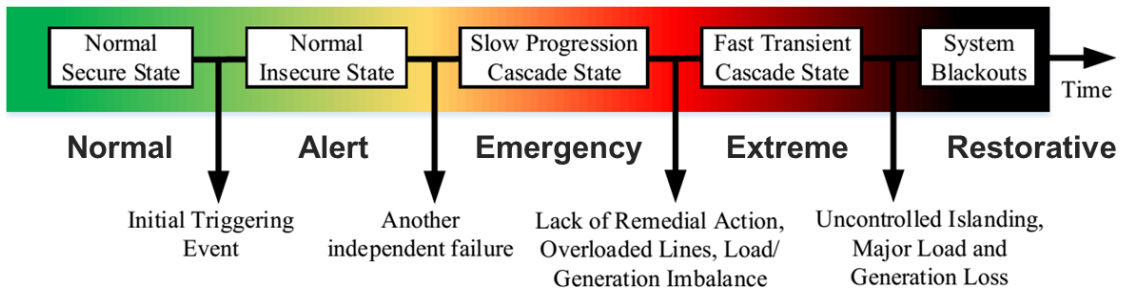 Normal
Secure State
Normal
Insecure State
Slow Progression
Cascade State
Fast Transient
Cascade State
System
Blackouts
Time
Normal
Alert
Emergency
Extreme
Restorative
Initial Triggering
Event
Another
independent failure
Lack of Remedial Action,
Overloaded Lines, Load/
Generation Imbalance
Uncontrolled Islanding,
Major Load and
Generation Loss